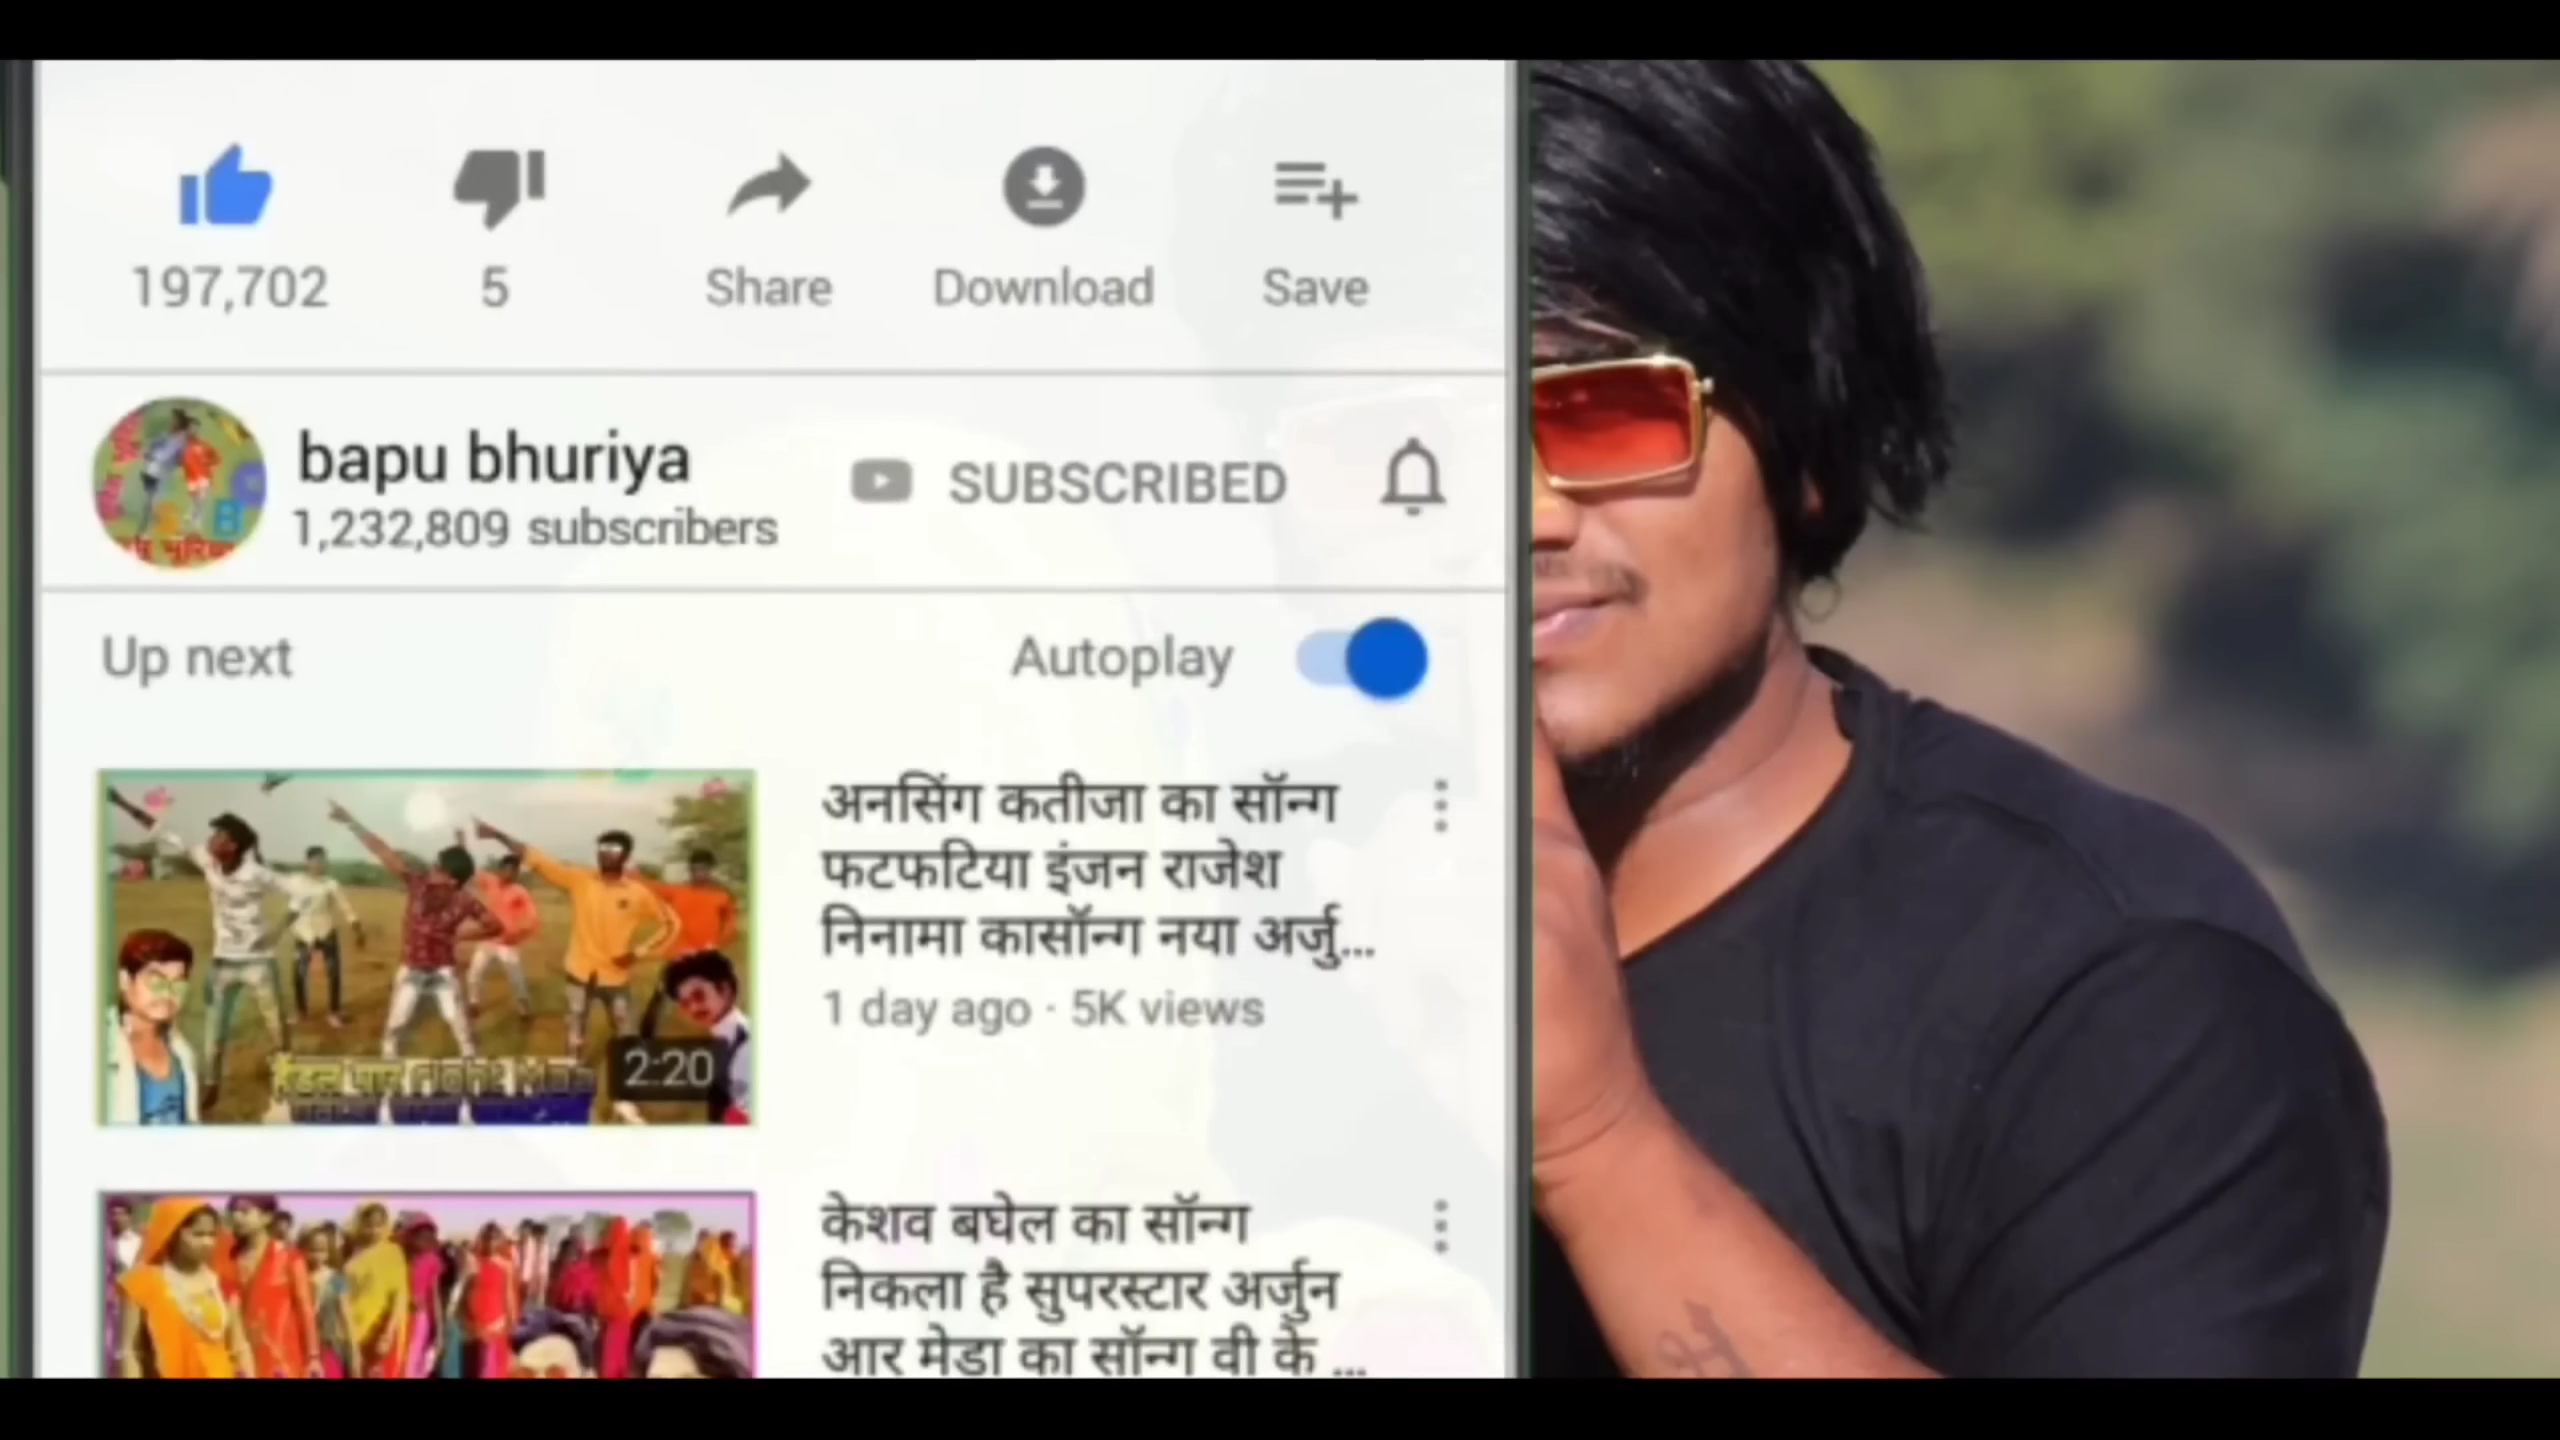 197,702
5
Share
Download
Save
bapu bhuriya
1,232,809 subscribers
SUBSCRIBED
Up next
Autoplay
अनसिंग कतीजा का सॉन्ग
फटफटिया इंजन राजेश
निनामा कासॉन्ग नया अर्जु...
1 day ago · 5K views
2:20
केशव बघेल का सॉन्ग
निकला है सुपरस्टार अर्जुन
आर मेडा का सॉन्ग वी के ...